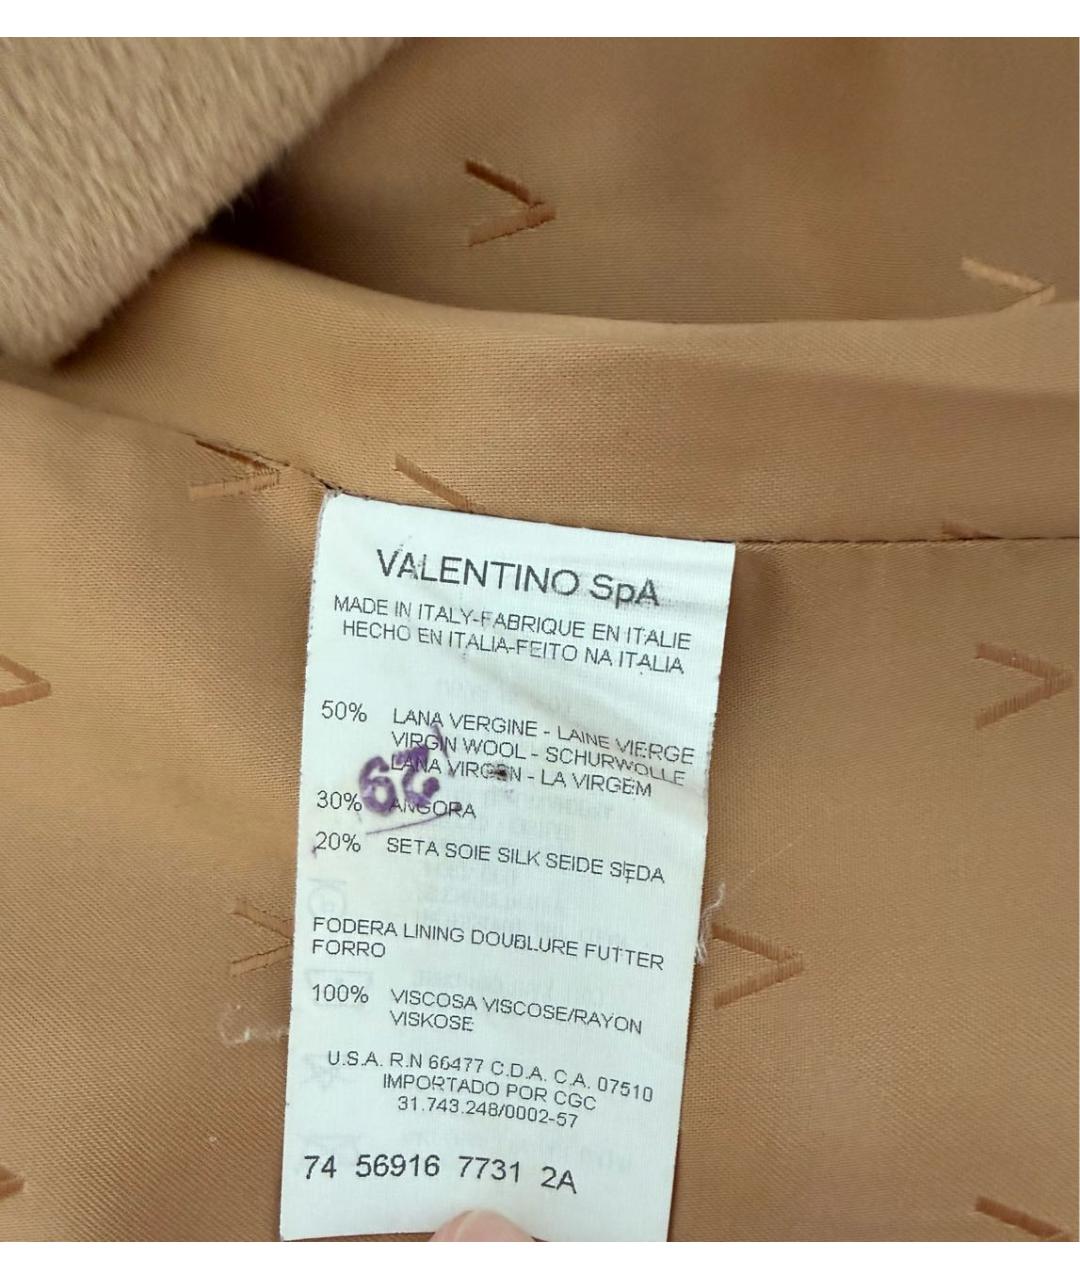 VALENTINO SpA
MADE IN ITALY-FABRIQUE EN ITALIE
HECHO EN ITALIA-FEITO NA ITALIA
50% LANA VERGINE - LAINE VIERGE
VIRGIN WOOL - SCHURWOLLE
LANA VIRGEN - LA VIRGEM
30% ANGORA
20% SETA SOIE SILK SEIDE SEDA
FODERA LINING DOUBLURE FUTTER
FORRO
100% VISCOSA VISCOSE/RAYON
VISKOSE
U.S.A. R.N 66477 C.D.A. C.A. 07510
IMPORTADO POR CGC
31.743.248/0002-57
74 56916 7731 2A